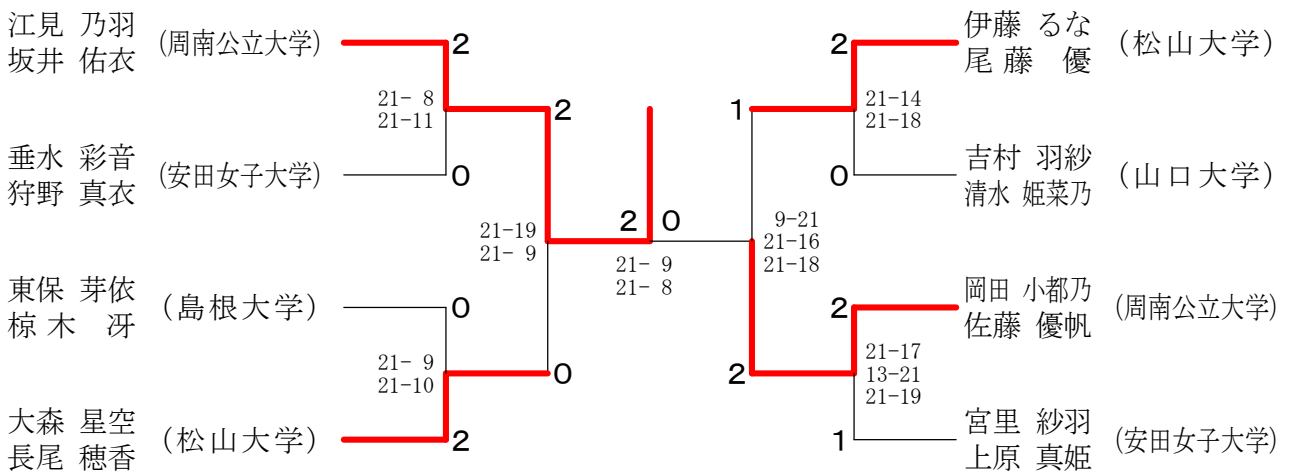 江見 乃羽
坂井 佑衣
(周南公立大学)
2
21- 8
21-11
2
垂水 彩音
狩野 真衣
(安田女子大学)
0
21-19
21- 9
東保 芽依
椋木 冴
(島根大学)
0
21- 9
21-10
0
大森 星空
長尾 穂香
(松山大学)
2
2 0
21- 9
21- 8
伊藤 るな
尾藤 優
(松山大学)
2
1
21-14
21-18
吉村 羽紗
清水 姫菜乃
(山口大学)
0
9-21
21-16
21-18
岡田 小都乃
佐藤 優帆
(周南公立大学)
2
2
21-17
13-21
21-19
宮里 紗羽
上原 真姫
(安田女子大学)
1